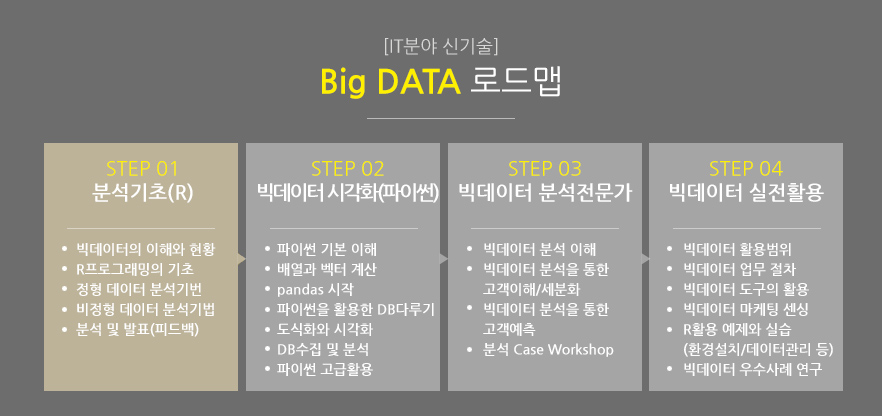 [IT분야 신기술]
Big DATA 로드맵
STEP 01
분석기초(R)
• 빅데이터의 이해와 현황
• R프로그래밍의 기초
• 정형 데이터 분석기번
• 비정형 데이터 분석기법
• 분석 및 발표(피드백)
STEP 02
빅데이터 시각화(파이썬)
• 파이썬 기본 이해
• 배열과 벡터 계산
• pandas 시작
• 파이썬을 활용한 DB다루기
• 도식화와 시각화
• DB수집 및 분석
• 파이썬 고급활용
STEP 03
빅데이터 분석전문가
• 빅데이터 분석 이해
• 빅데이터 분석을 통한
고객이해/세분화
• 빅데이터 분석을 통한
고객예측
• 분석 Case Workshop
STEP 04
빅데이터 실전활용
• 빅데이터 활용범위
• 빅데이터 업무 절차
• 빅데이터 도구의 활용
• 빅데이터 마케팅 센싱
• R활용 예제와 실습
(환경설치/데이터관리 등)
• 빅데이터 우수사례 연구